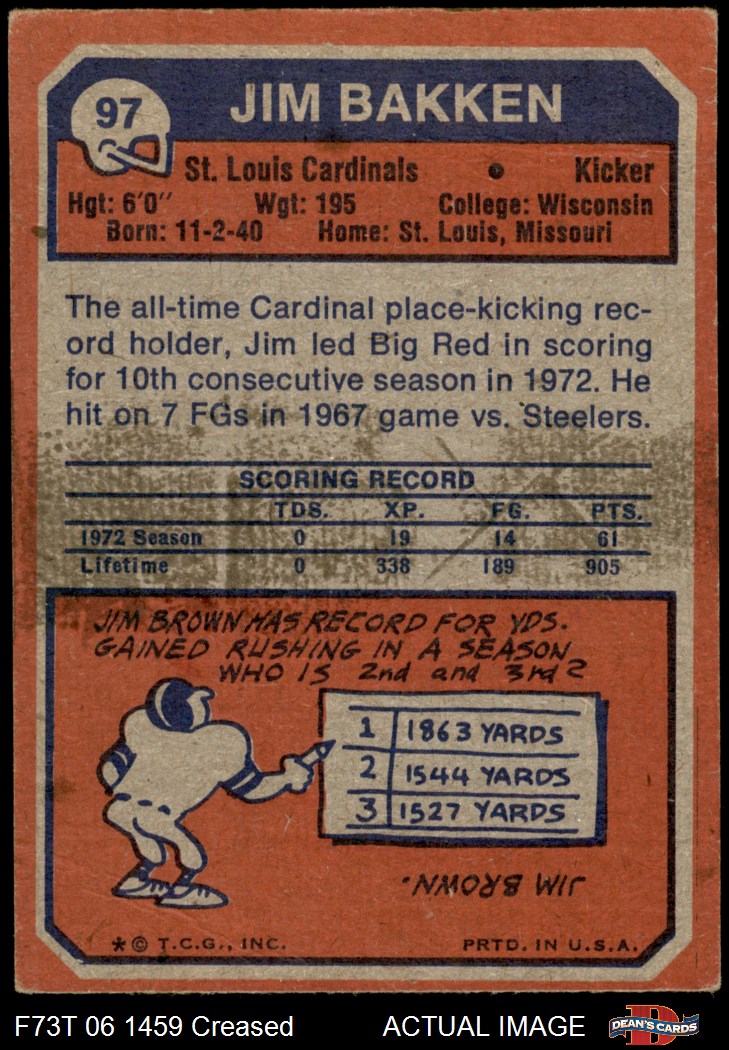 97
JIM BAKKEN
St. Louis Cardinals • Kicker
Hgt: 6'0" Wgt: 195 College: Wisconsin
Born: 11-2-40 Home: St. Louis, Missouri
The all-time Cardinal place-kicking rec-
ord holder, Jim led Big Red in scoring
for 10th consecutive season in 1972. He
hit on 7 FGs in 1967 game vs. Steelers.
SCORING RECORD
TDS. XP. FG. PTS.
1972 Season 0 19 14 61
Lifetime 0 338 189 905
JIM BROWN HAS RECORD FOR YDS.
GAINED RUSHING IN A SEASON
WHO IS 2nd and 3rd?
1 1863 YARDS
2 1544 YARDS
3 1527 YARDS
JIM BROWN.
* © T.C.G., INC. PRTD. IN U.S.A.
F73T 06 1459 Creased ACTUAL IMAGE
D
DEAN'S CARDS